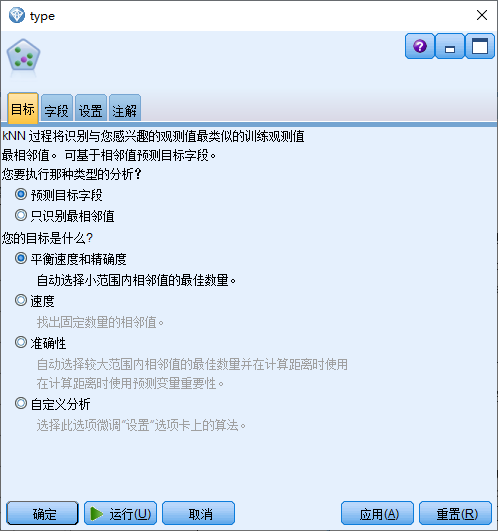 type
目标 字段 设置 注解
kNN 过程将识别与您感兴趣的观测值最类似的训练观测值
最相邻值。 可基于相邻值预测目标字段。
您要执行那种类型的分析？
预测目标字段
只识别最相邻值
您的目标是什么?
平衡速度和精确度
自动选择小范围内相邻值的最佳数量。
速度
找出固定数量的相邻值。
准确性
自动选择较大范围内相邻值的最佳数量并在计算距离时使用
在计算距离时使用预测变量重要性。
自定义分析
选择此选项微调"设置"选项卡上的算法。
确定 运行(U) 取消 应用(A) 重置(R)